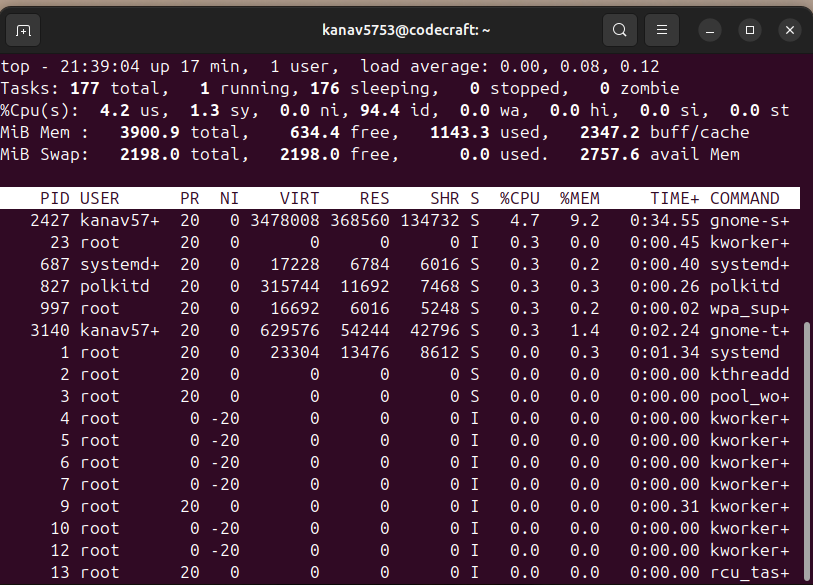 kanav5753@codecraft: ~
top - 21:39:04 up 17 min,  1 user,  load average: 0.00, 0.08, 0.12
Tasks: 177 total,   1 running, 176 sleeping,   0 stopped,   0 zombie
%Cpu(s):  4.2 us,  1.3 sy,  0.0 ni, 94.4 id,  0.0 wa,  0.0 hi,  0.0 si,  0.0 st
MiB Mem :   3900.9 total,    634.4 free,   1143.3 used,   2347.2 buff/cache
MiB Swap:   2198.0 total,   2198.0 free,      0.0 used.   2757.6 avail Mem
PID USER      PR  NI    VIRT    RES    SHR S  %CPU  %MEM     TIME+ COMMAND
2427 kanav57+  20   0 3478008 368560 134732 S   4.7   9.2   0:34.55 gnome-s+
23 root      20   0       0      0      0 I   0.3   0.0   0:00.45 kworker+
687 systemd+  20   0   17228   6784   6016 S   0.3   0.2   0:00.40 systemd+
827 polkitd   20   0  315744  11692   7468 S   0.3   0.3   0:00.26 polkitd
997 root      20   0   16692   6016   5248 S   0.3   0.2   0:00.02 wpa_sup+
3140 kanav57+  20   0  629576  54244  42796 S   0.3   1.4   0:02.24 gnome-t+
1 root      20   0   23304  13476   8612 S   0.0   0.3   0:01.34 systemd
2 root      20   0       0      0      0 S   0.0   0.0   0:00.00 kthreadd
3 root      20   0       0      0      0 S   0.0   0.0   0:00.00 pool_wo+
4 root       0 -20       0      0      0 I   0.0   0.0   0:00.00 kworker+
5 root       0 -20       0      0      0 I   0.0   0.0   0:00.00 kworker+
6 root       0 -20       0      0      0 I   0.0   0.0   0:00.00 kworker+
7 root       0 -20       0      0      0 I   0.0   0.0   0:00.00 kworker+
9 root      20   0       0      0      0 I   0.0   0.0   0:00.31 kworker+
10 root       0 -20       0      0      0 I   0.0   0.0   0:00.00 kworker+
12 root       0 -20       0      0      0 I   0.0   0.0   0:00.00 kworker+
13 root      20   0       0      0      0 I   0.0   0.0   0:00.00 rcu_tas+